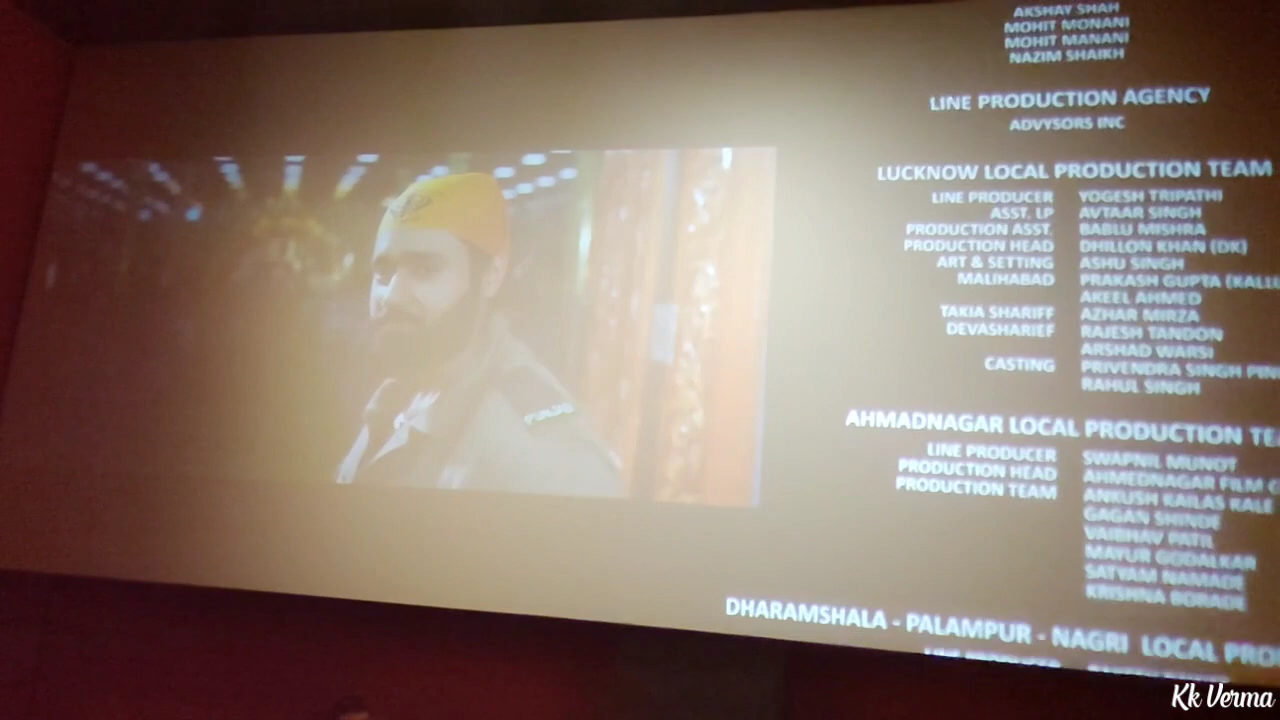 AKSHAY SHAH
MOHIT MONANI
MOHIT MANANI
NAZIM SHAIKH
LINE PRODUCTION AGENCY
ADVYSORS INC
LUCKNOW LOCAL PRODUCTION TEAM
LINE PRODUCER YOGESH TRIPATHI
ASST. LP AVTAAR SINGH
PRODUCTION ASST. BABLU MISHRA
PRODUCTION HEAD DHILLON KHAN (DK)
ART & SETTING ASHU SINGH
MALIHABAD PRAKASH GUPTA
AKEEL AHMED
TAKIA SHARIFF AZHAR MIRZA
DEVASHARIEF RAJESH TANDON
ARSHAD WARSI
CASTING PRIVENDRA SINGH
RAHUL SINGH
AHMADNAGAR LOCAL PRODUCTION
LINE PRODUCER SWAPNIL MUNOT
PRODUCTION HEAD AHMEDNAGAR FILM
PRODUCTION TEAM ANKUSH KAILAS KALE
GAGAN SHINDE
VAIBHAV PATIL
MAYUR GODALKAR
SATYAM NAMADE
KRISHNA BORADE
DHARAMSHALA - PALAMPUR - NAGRI LOCAL
PUNJAB
Kk Verma